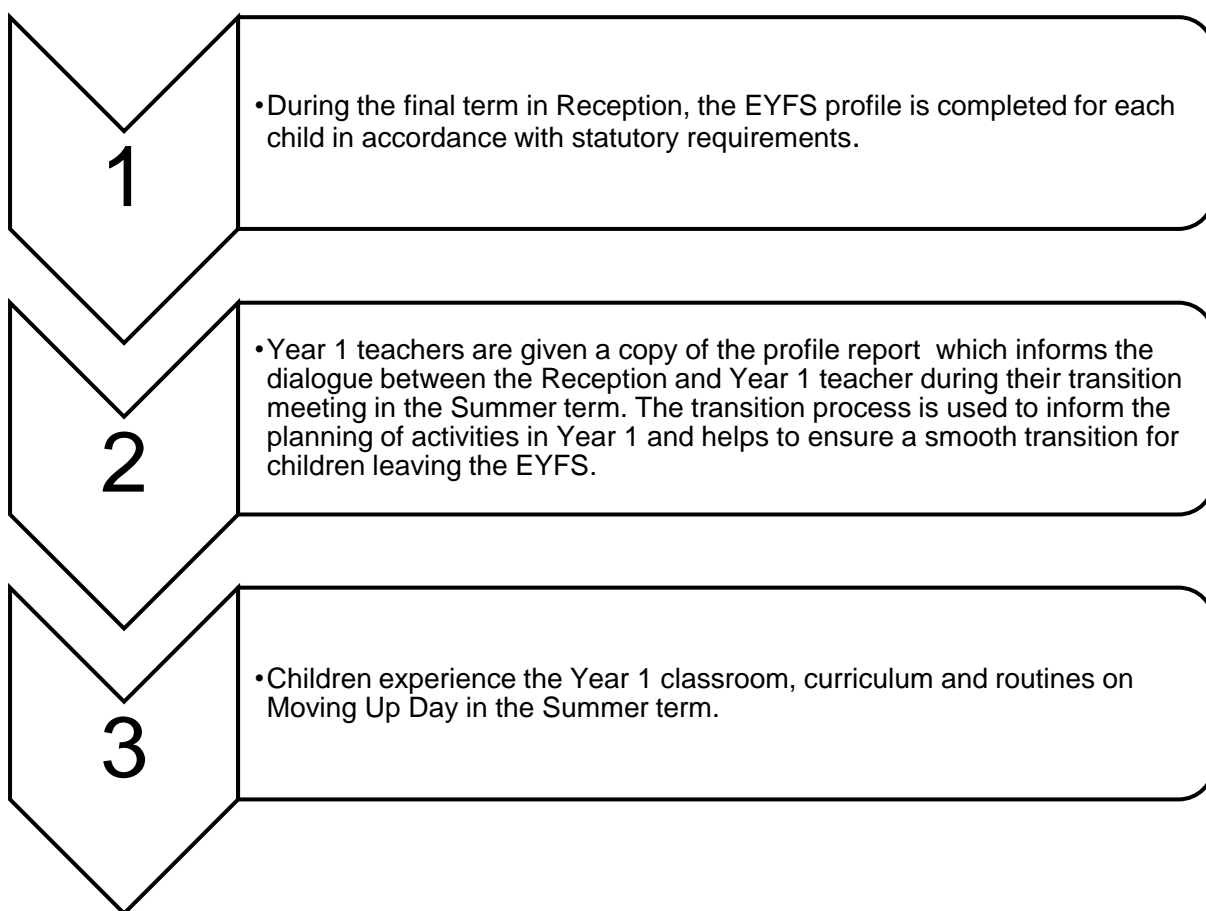 1
•During the final term in Reception, the EYFS profile is completed for each
child in accordance with statutory requirements.
2
•Year 1 teachers are given a copy of the profile report  which informs the
dialogue between the Reception and Year 1 teacher during their transition
meeting in the Summer term. The transition process is used to inform the
planning of activities in Year 1 and helps to ensure a smooth transition for
children leaving the EYFS.
3
•Children experience the Year 1 classroom, curriculum and routines on
Moving Up Day in the Summer term.